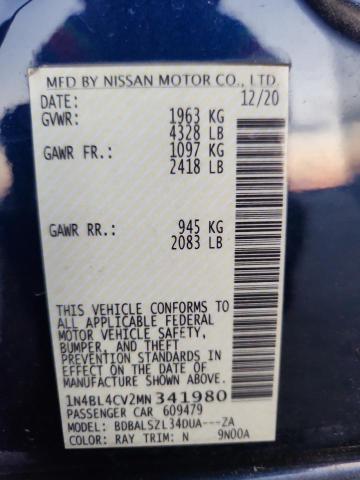 MFD BY NISSAN MOTOR CO., LTD.
DATE: 12/20
GVWR: 1963 KG
4328 LB
GAWR FR.: 1097 KG
2418 LB
GAWR RR.: 945 KG
2083 LB
THIS VEHICLE CONFORMS TO
ALL APPLICABLE FEDERAL
MOTOR VEHICLE SAFETY,
BUMPER, AND THEFT
PREVENTION STANDARDS IN
EFFECT ON THE DATE OF
MANUFACTURE SHOWN ABOVE.
1N4BL4CV2MN341980
PASSENGER CAR 609479
MODEL: BDBALSZL34DUA---ZA
COLOR: RAY TRIM: N 9N00A